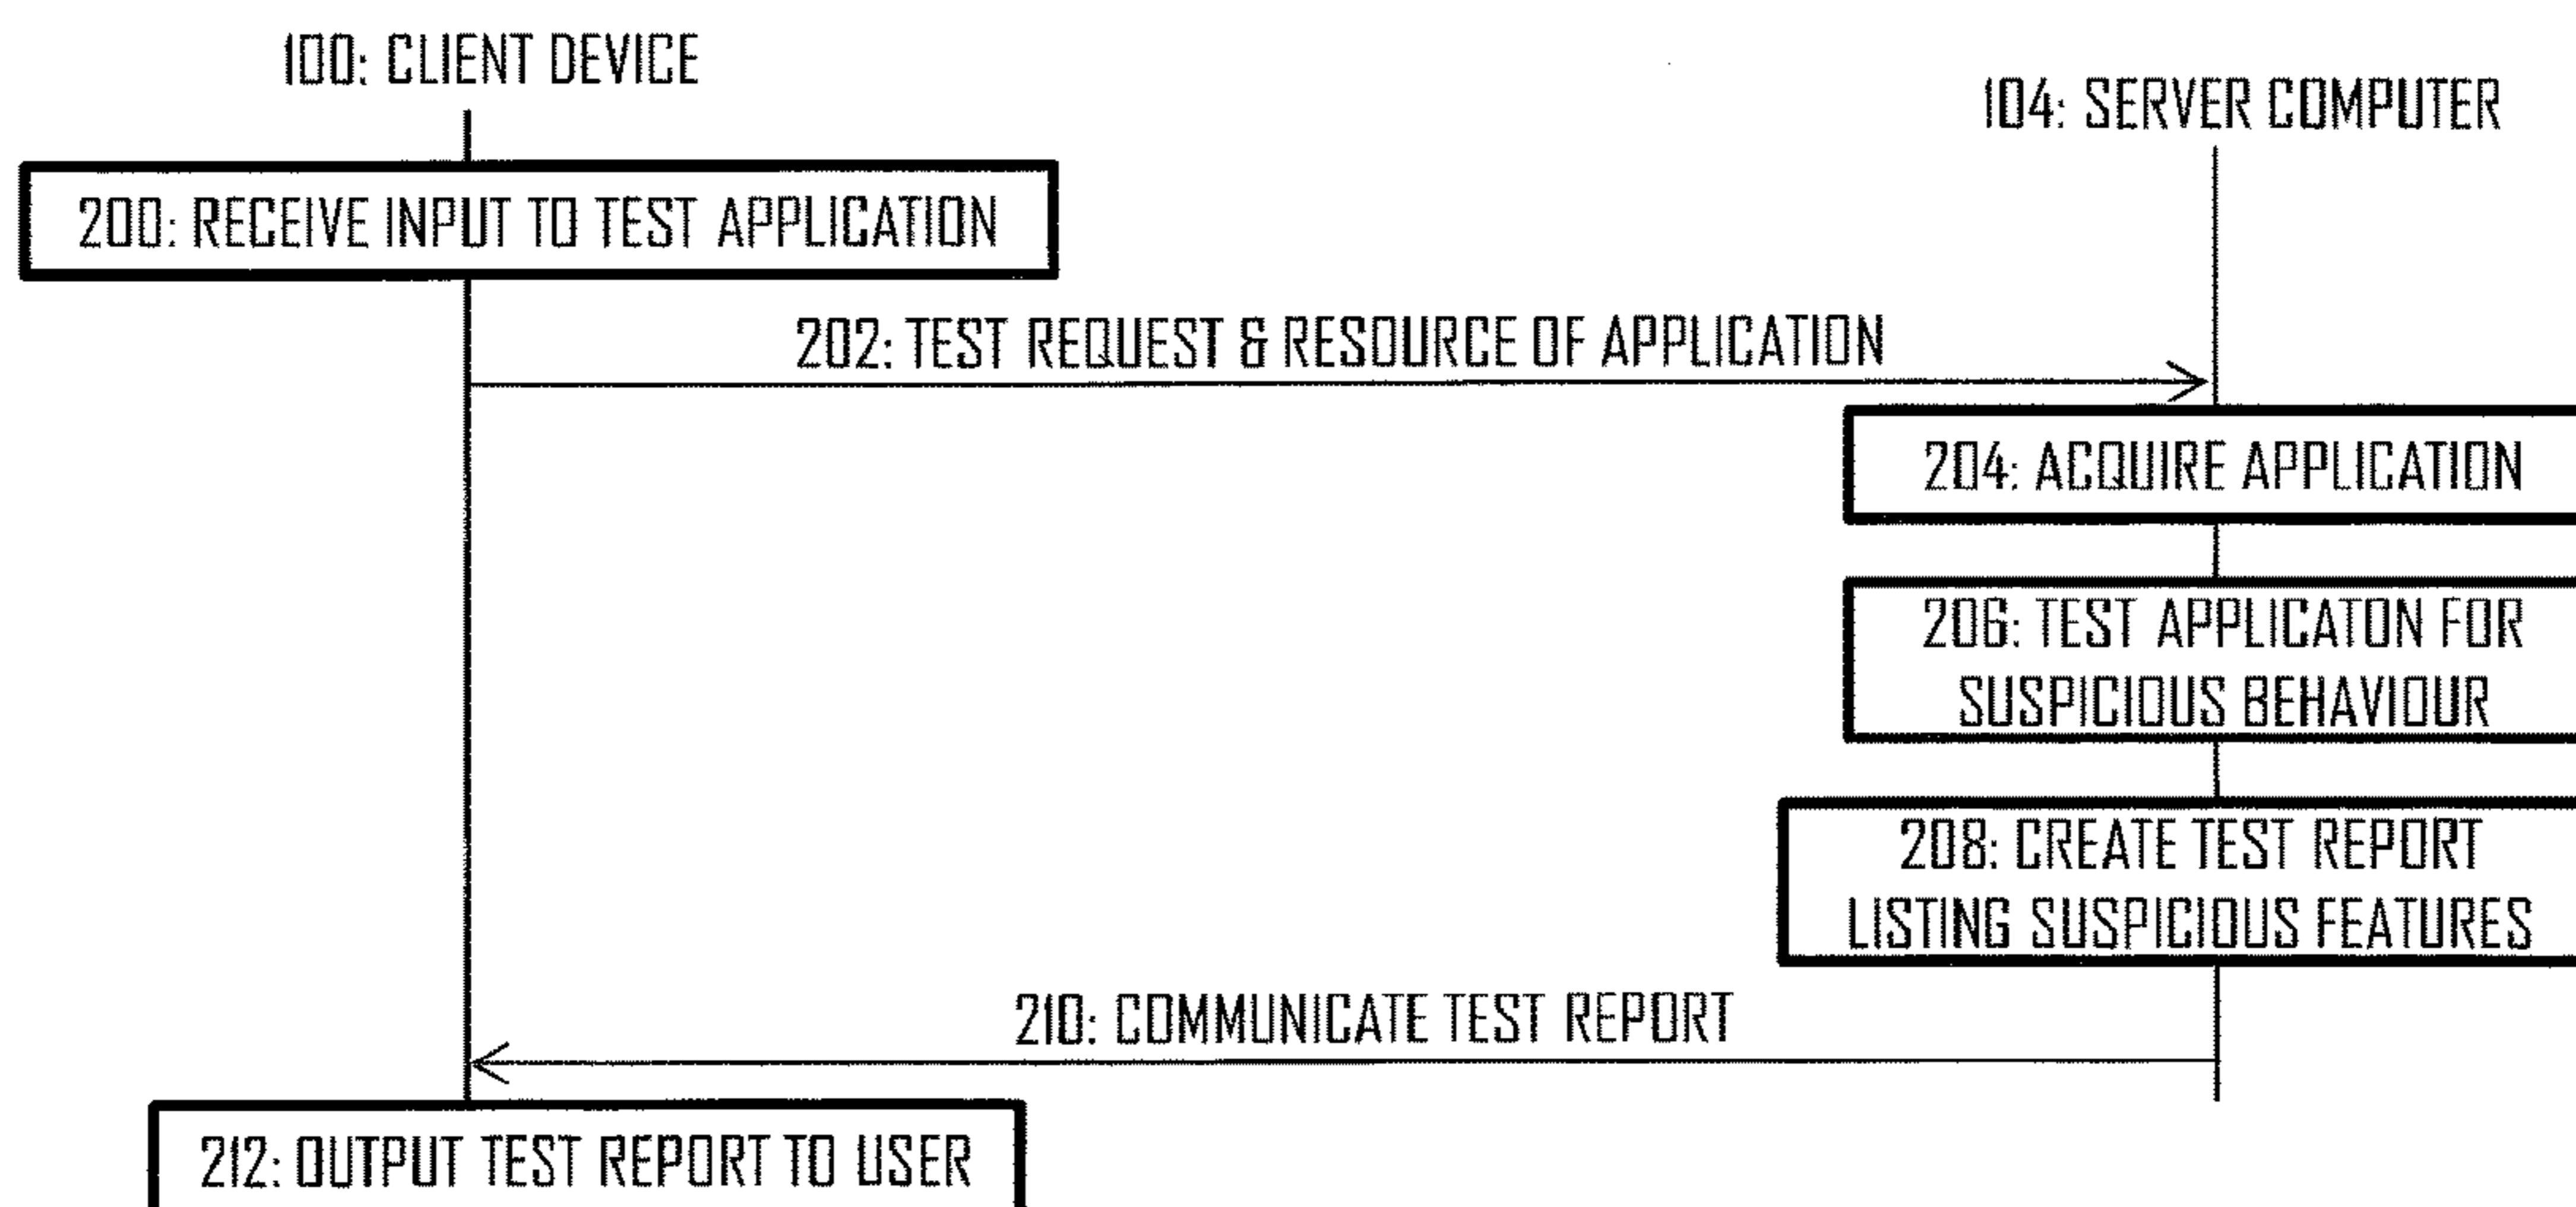 100: CLIENT DEVICE
104: SERVER COMPUTER
200: RECEIVE INPUT TO TEST APPLICATION
202: TEST REQUEST & RESOURCE OF APPLICATION
204: ACQUIRE APPLICATION
206: TEST APPLICATON FOR
SUSPICIOUS BEHAVIOUR
208: CREATE TEST REPORT
LISTING SUSPICIOUS FEATURES
210: COMMUNICATE TEST REPORT
212: OUTPUT TEST REPORT TO USER